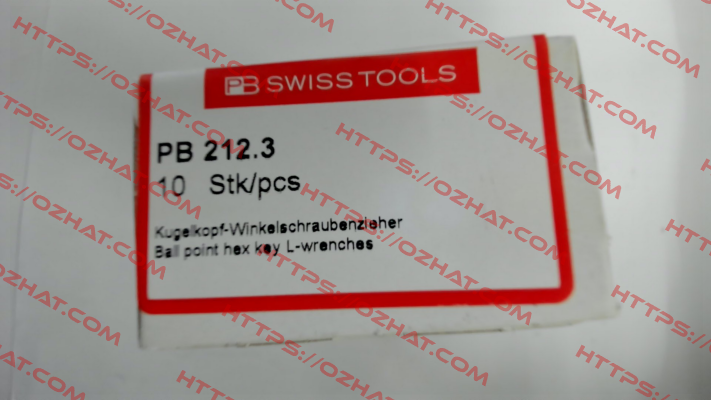 PB SWISS TOOLS
PB 212.3
10 Stk/pcs
Kugelkopf-Winkelschraubenzieher
Ball point hex key L-wrenches
HTTPS://OZHAT.COM